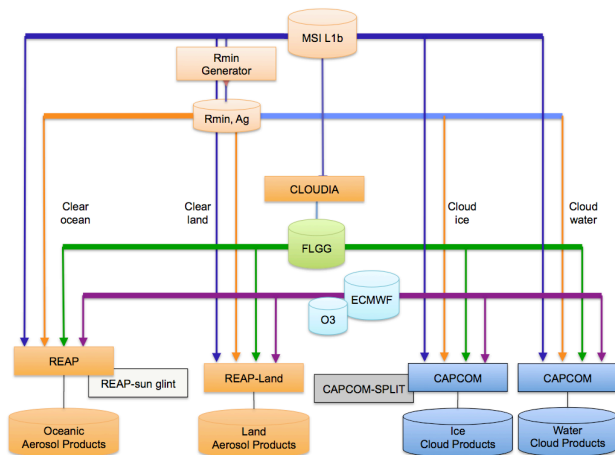 MSI L1b
Rmin
Generator
Rmin, Ag
CLOUDIA
Clear
ocean
Clear
land
Cloud
ice
Cloud
water
FLGG
ECMWF
O3
REAP
REAP-sun glint
REAP-Land
CAPCOM-SPLIT
CAPCOM
CAPCOM
Oceanic
Aerosol Products
Land
Aerosol Products
Ice
Cloud Products
Water
Cloud Products